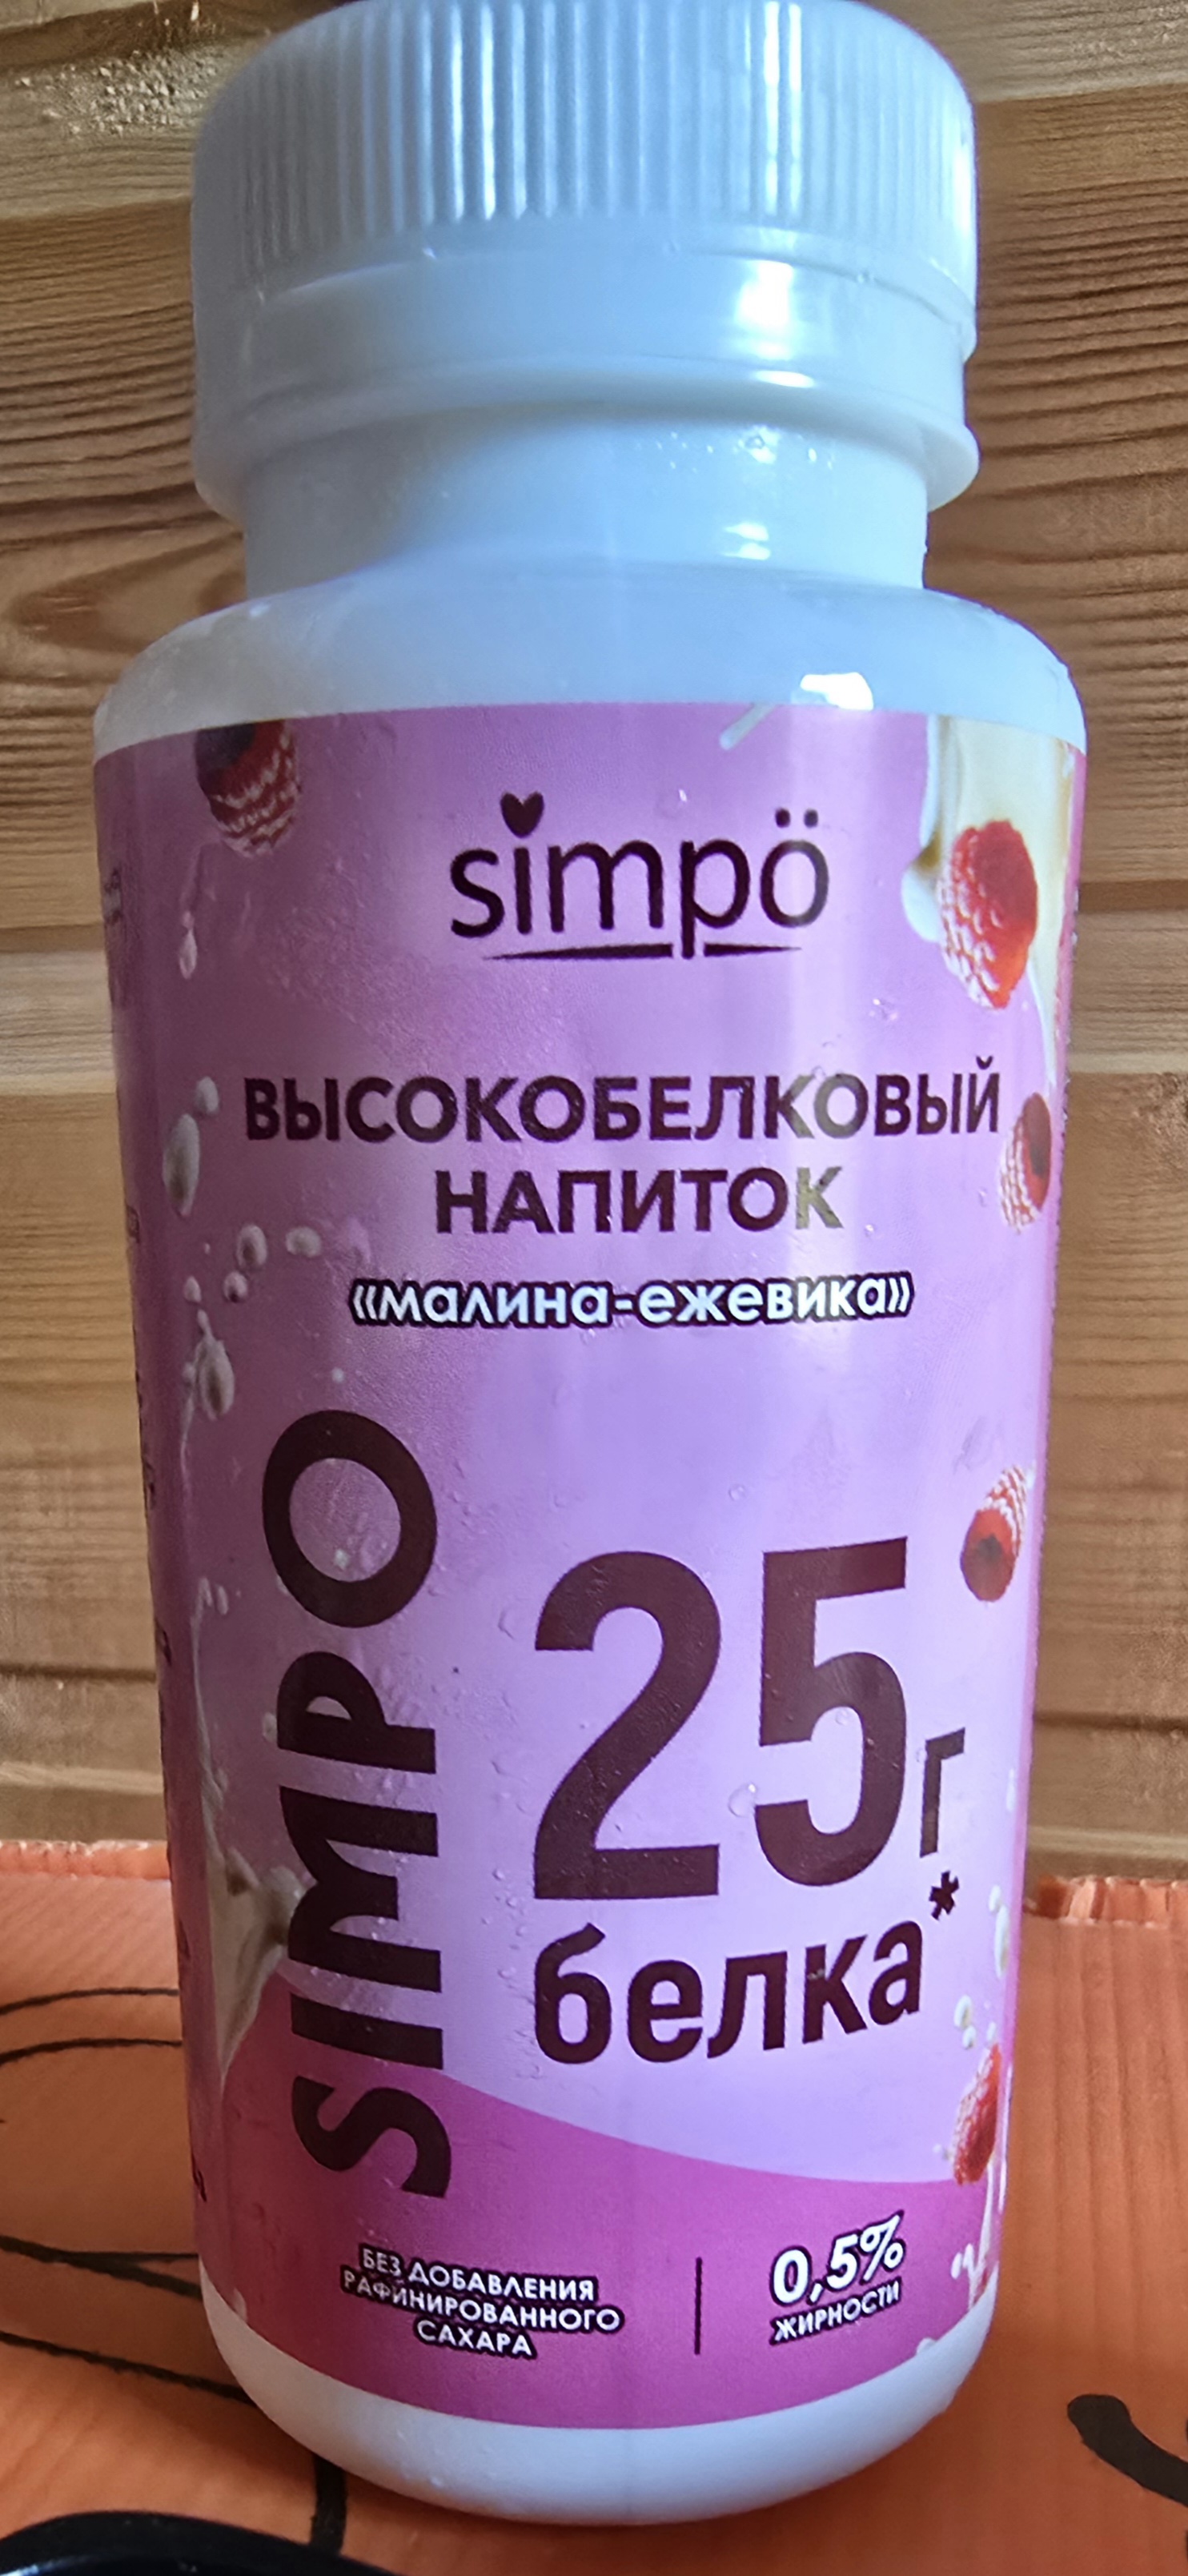 simpö
ВЫСОКОБЕЛКОВЫЙ
НАПИТОК
«малина-ежевика»
SIMPO
25г
белка*
БЕЗ ДОБАВЛЕНИЯ
РАФИНИРОВАННОГО
САХАРА
0,5%
ЖИРНОСТИ